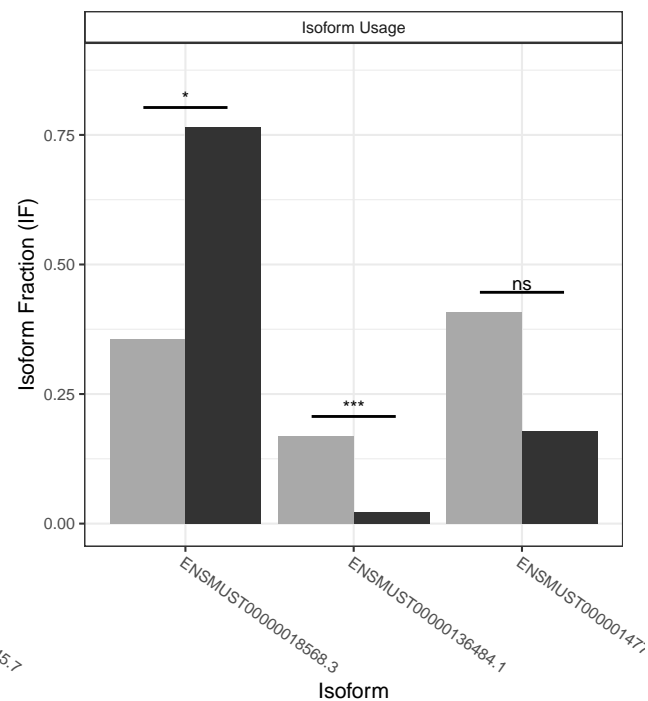 Isoform Usage
*
0.75
0.50
ns
0.25
***
0.00
Isoform Fraction (IF)
ENSMUST00000018568.3
ENSMUST00000136484.1
Isoform